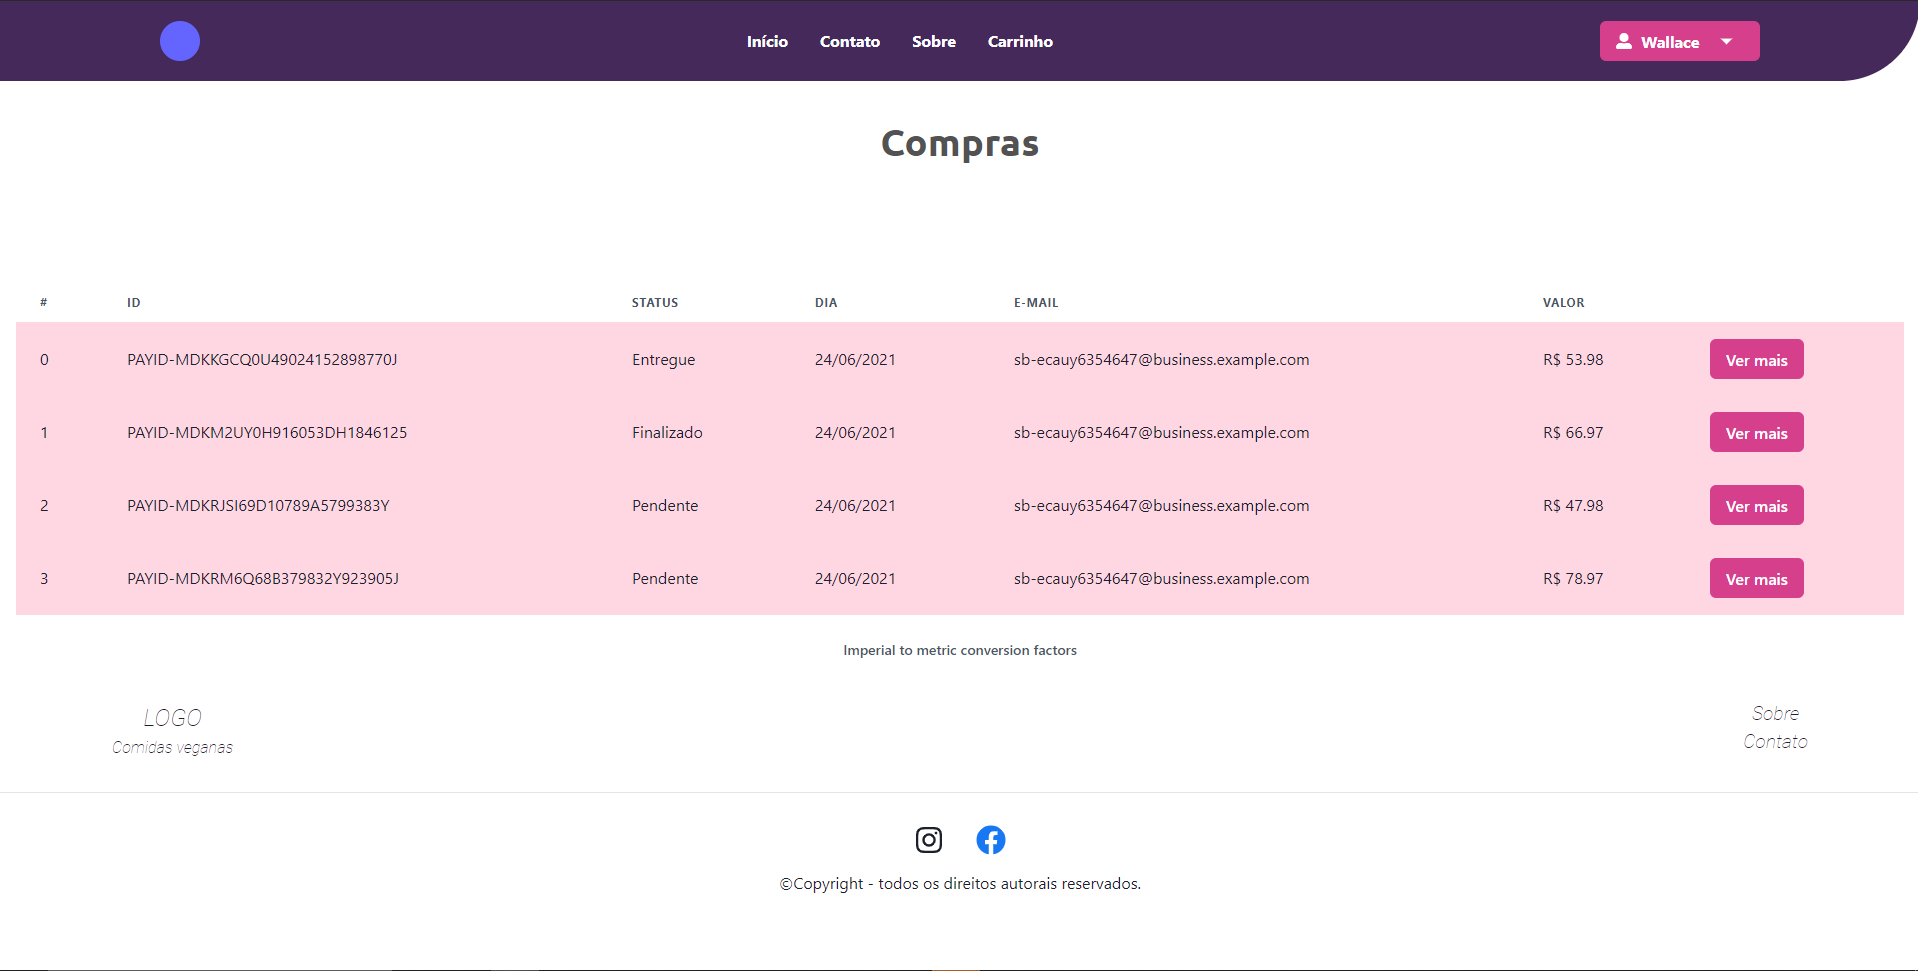 Início Contato Sobre Carrinho Wallace
Compras
# ID STATUS DIA E-MAIL VALOR
0 PAYID-MDKKGCQ0U49024152898770J Entregue 24/06/2021 sb-ecauy6354647@business.example.com R$ 53.98 Ver mais
1 PAYID-MDKM2UY0H916053DH1846125 Finalizado 24/06/2021 sb-ecauy6354647@business.example.com R$ 66.97 Ver mais
2 PAYID-MDKRJSI69D10789A5799383Y Pendente 24/06/2021 sb-ecauy6354647@business.example.com R$ 47.98 Ver mais
3 PAYID-MDKRM6Q68B379832Y923905J Pendente 24/06/2021 sb-ecauy6354647@business.example.com R$ 78.97 Ver mais
Imperial to metric conversion factors
LOGO
Comidas veganas
Sobre
Contato
©Copyright - todos os direitos autorais reservados.